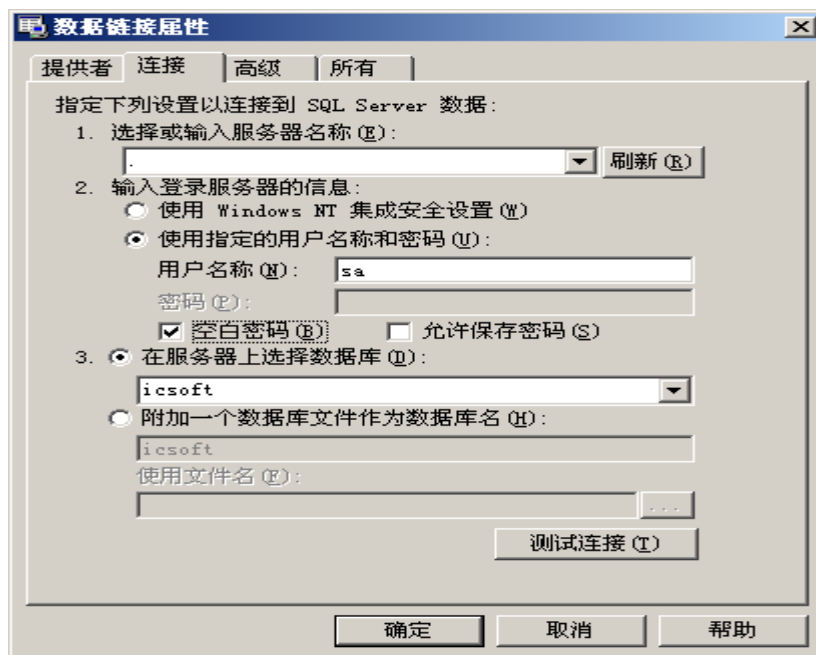 数据链接属性
提供者 连接 高级 所有
指定下列设置以连接到 SQL Server 数据:
1. 选择或输入服务器名称(E):
. 刷新(R)
2. 输入登录服务器的信息:
使用 Windows NT 集成安全设置(W)
使用指定的用户名称和密码(U):
用户名称(N): sa
密码(P):
空白密码(B) 允许保存密码(S)
3. 在服务器上选择数据库(D):
icsoft
附加一个数据库文件作为数据库名(H):
icsoft
使用文件名(F):
...
测试连接(T)
确定 取消 帮助